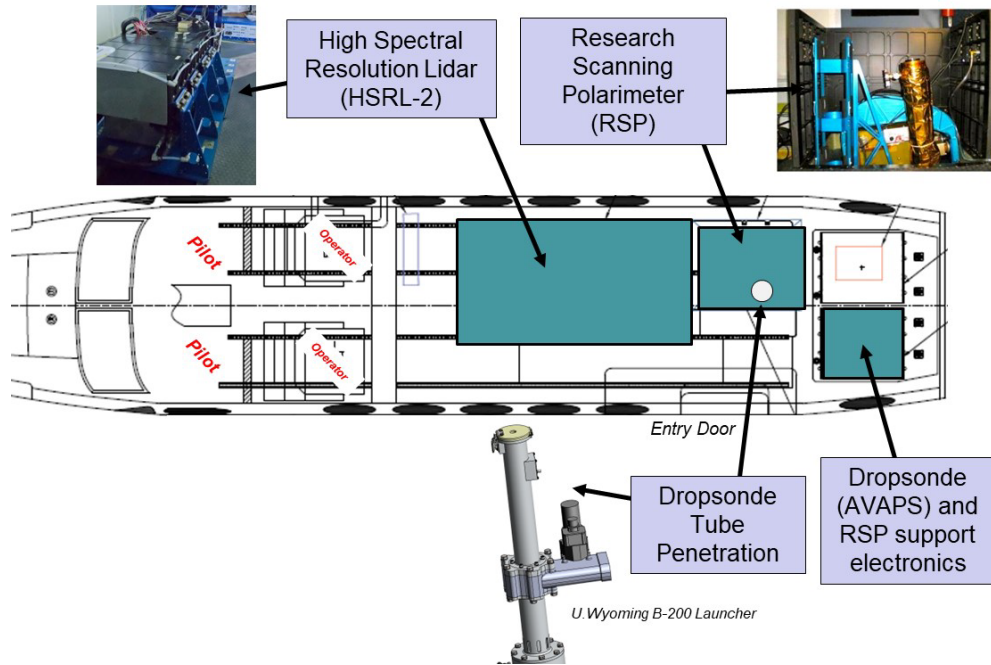 High Spectral
Resolution Lidar
(HSRL-2)
Research
Scanning
Polarimeter
(RSP)
Pilot
Operator
Pilot
Operator
Entry Door
Dropsonde
Tube
Penetration
Dropsonde
(AVAPS) and
RSP support
electronics
U.Wyoming B-200 Launcher